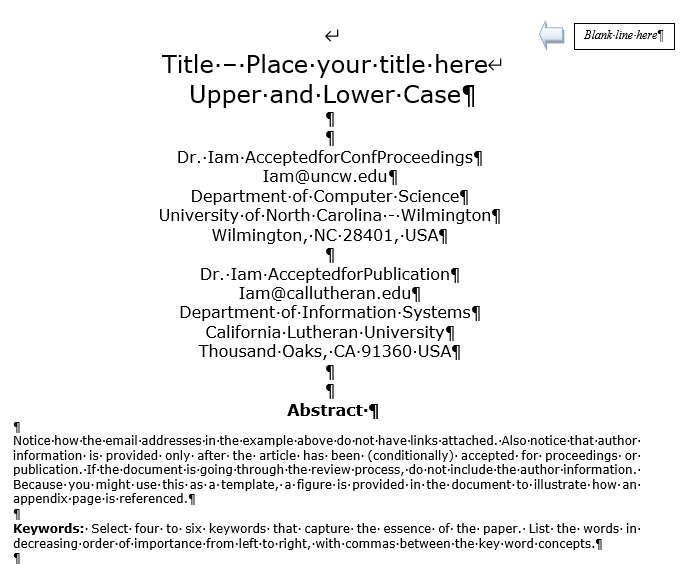 Blank line here
Title – Place your title here
Upper and Lower Case
Dr. Iam AcceptedforConfProceedings
Iam@uncw.edu
Department of Computer Science
University of North Carolina - Wilmington
Wilmington, NC 28401, USA
Dr. Iam AcceptedforPublication
Iam@callutheran.edu
Department of Information Systems
California Lutheran University
Thousand Oaks, CA 91360 USA
Abstract
Notice how the email addresses in the example above do not have links attached. Also notice that author
information is provided only after the article has been (conditionally) accepted for proceedings or
publication. If the document is going through the review process, do not include the author information.
Because you might use this as a template, a figure is provided in the document to illustrate how an
appendix page is referenced.
Keywords: Select four to six keywords that capture the essence of the paper. List the words in
decreasing order of importance from left to right, with commas between the key word concepts.